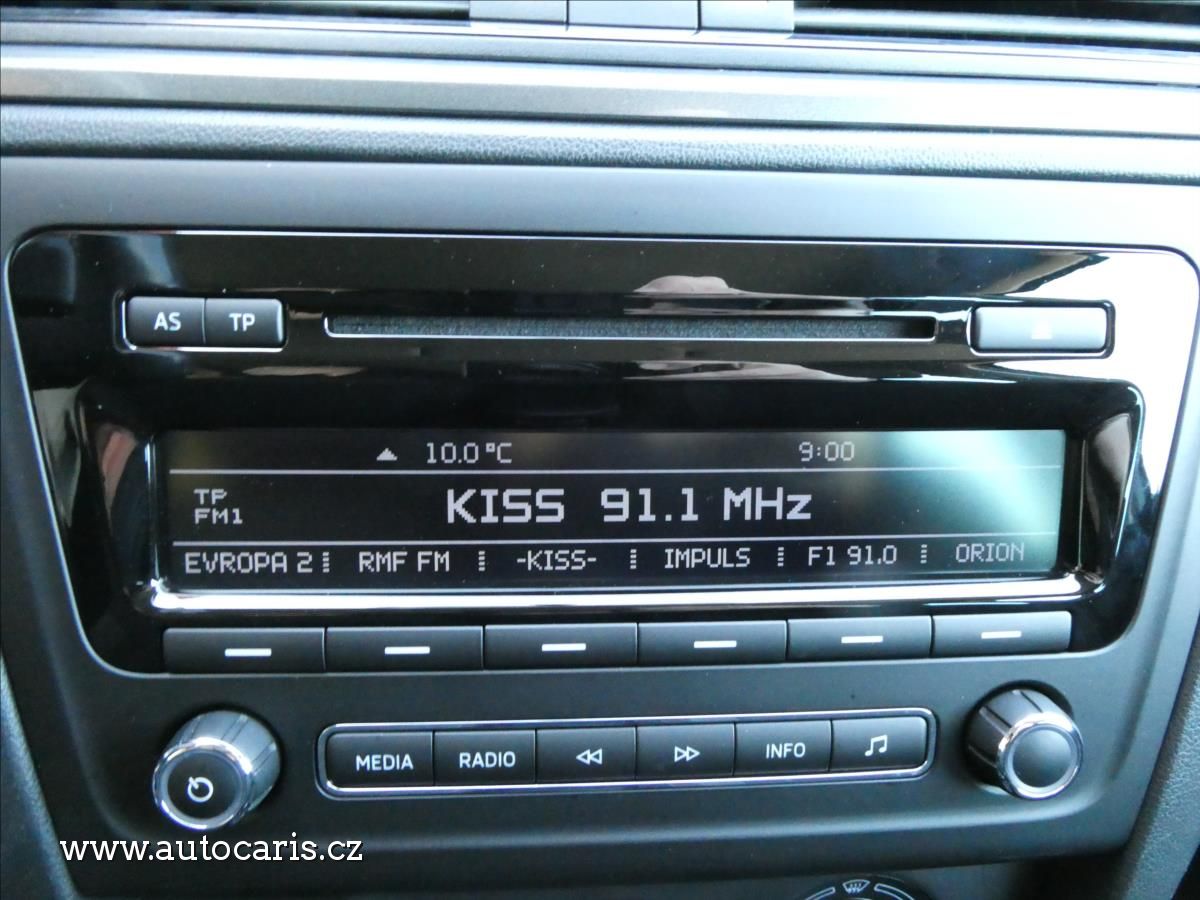 AS TP
10.0 °C 9:00
TP
FM1
KISS 91.1 MHz
EVROPA 2 RMF FM -KISS- IMPULS F1 91.0 ORION
MEDIA RADIO INFO
www.autocaris.cz